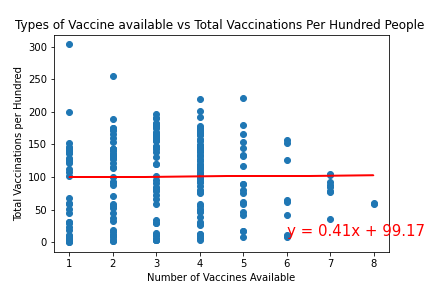 Types of Vaccine available vs Total Vaccinations Per Hundred People
Total Vaccinations per Hundred
300
250
200
150
100
50
0
y = 0.41x + 99.17
1 2 3 4 5 6 7 8
Number of Vaccines Available